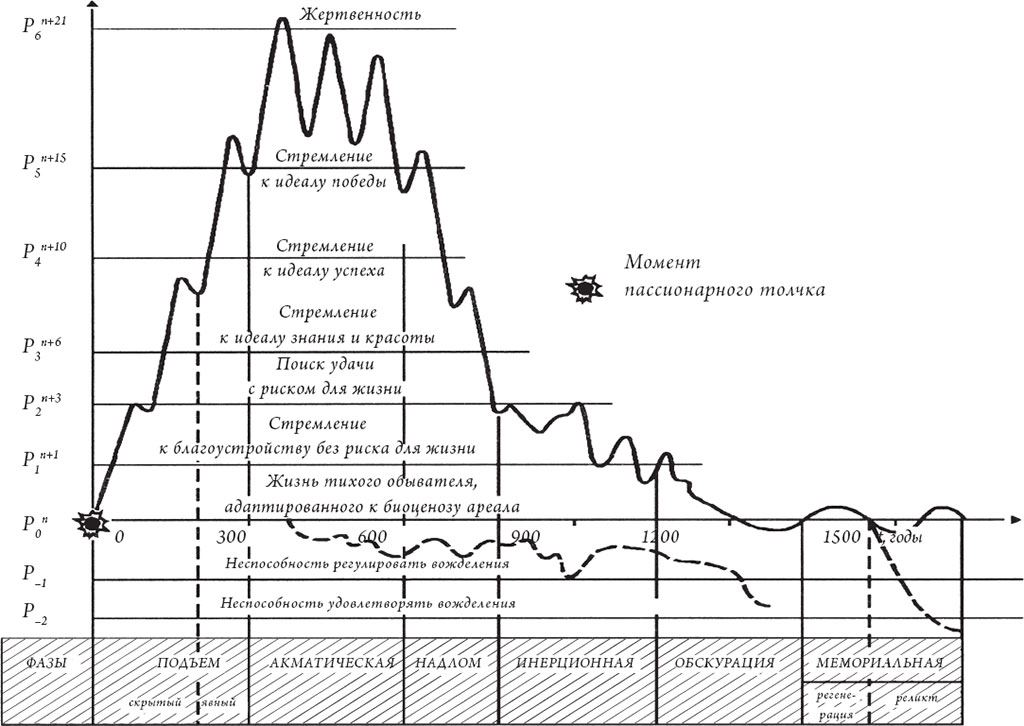 P₆ⁿ⁺²¹
Жертвенность
P₅ⁿ⁺¹⁵
Стремление
к идеалу победы
P₄ⁿ⁺¹⁰
Стремление
к идеалу успеха
Момент
пассионарного толчка
P₃ⁿ⁺⁶
Стремление
к идеалу знания и красоты
Поиск удачи
с риском для жизни
P₂ⁿ⁺³
Стремление
к благоустройству без риска для жизни
P₁ⁿ⁺¹
Жизнь тихого обывателя,
адаптированного к биоценозу ареала
P₀ⁿ
0 300 600 900 1200 1500 t, годы
Неспособность регулировать вожделения
P₋₁
Неспособность удовлетворять вожделения
P₋₂
ФАЗЫ ПОДЪЕМ АКМАТИЧЕСКАЯ НАДЛОМ ИНЕРЦИОННАЯ ОБСКУРАЦИЯ МЕМОРИАЛЬНАЯ
скрытый явный
регене-
рация
реликт